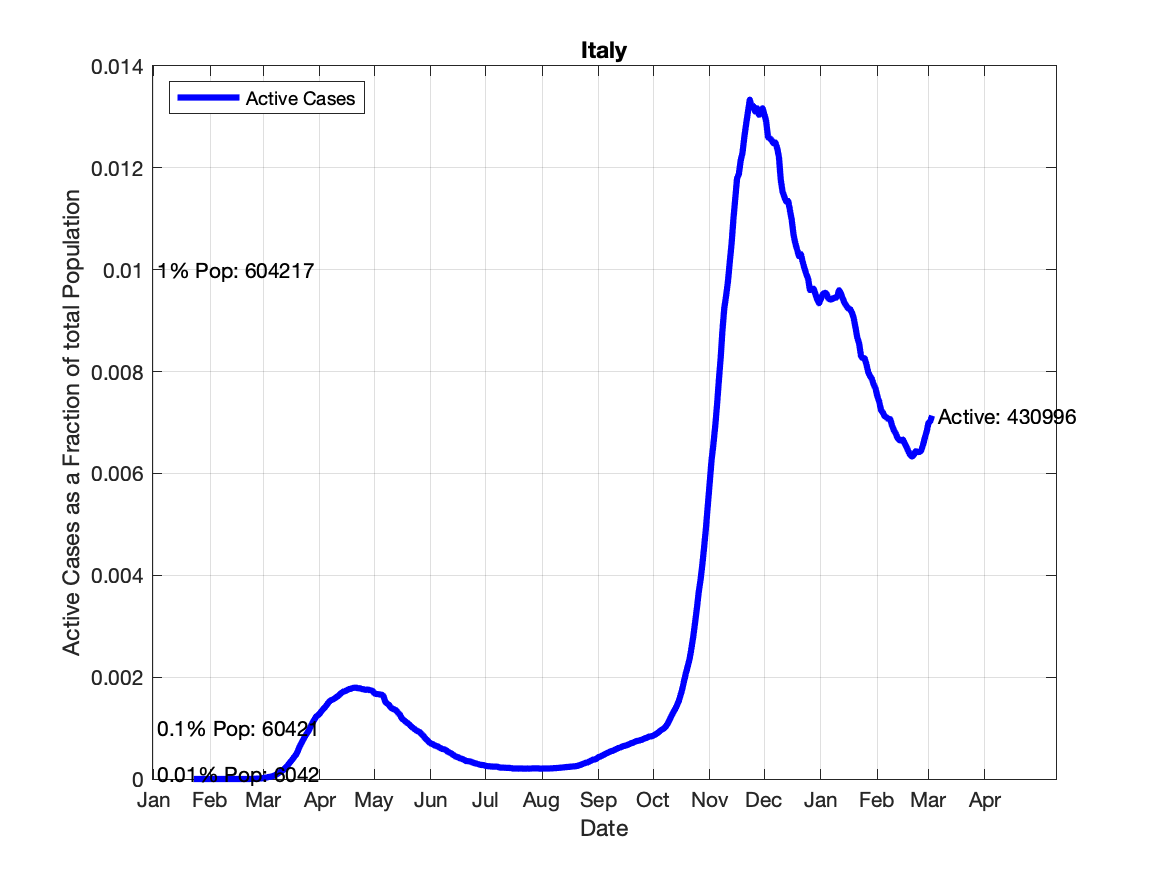 Italy
Active Cases
0.014
0.012
0.01
0.008
0.006
0.004
0.002
0
Active Cases as a Fraction of total Population
1% Pop: 604217
Active: 430996
0.1% Pop: 60421
0.01% Pop: 6042
Jan Feb Mar Apr May Jun Jul Aug Sep Oct Nov Dec Jan Feb Mar Apr
Date